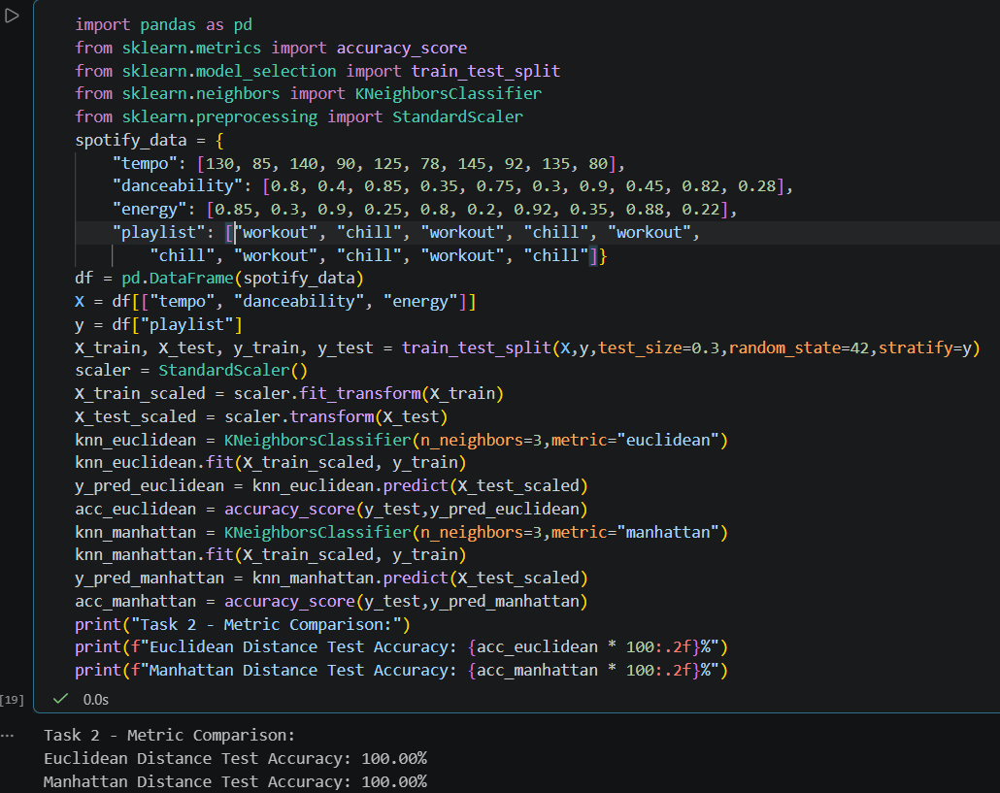 import pandas as pd
from sklearn.metrics import accuracy_score
from sklearn.model_selection import train_test_split
from sklearn.neighbors import KNeighborsClassifier
from sklearn.preprocessing import StandardScaler
spotify_data = {
    "tempo": [130, 85, 140, 90, 125, 78, 145, 92, 135, 80],
    "danceability": [0.8, 0.4, 0.85, 0.35, 0.75, 0.3, 0.9, 0.45, 0.82, 0.28],
    "energy": [0.85, 0.3, 0.9, 0.25, 0.8, 0.2, 0.92, 0.35, 0.88, 0.22],
    "playlist": ["workout", "chill", "workout", "chill", "workout",
        "chill", "workout", "chill", "workout", "chill"]}
df = pd.DataFrame(spotify_data)
X = df[["tempo", "danceability", "energy"]]
y = df["playlist"]
X_train, X_test, y_train, y_test = train_test_split(X,y,test_size=0.3,random_state=42,stratify=y)
scaler = StandardScaler()
X_train_scaled = scaler.fit_transform(X_train)
X_test_scaled = scaler.transform(X_test)
knn_euclidean = KNeighborsClassifier(n_neighbors=3,metric="euclidean")
knn_euclidean.fit(X_train_scaled, y_train)
y_pred_euclidean = knn_euclidean.predict(X_test_scaled)
acc_euclidean = accuracy_score(y_test,y_pred_euclidean)
knn_manhattan = KNeighborsClassifier(n_neighbors=3,metric="manhattan")
knn_manhattan.fit(X_train_scaled, y_train)
y_pred_manhattan = knn_manhattan.predict(X_test_scaled)
acc_manhattan = accuracy_score(y_test,y_pred_manhattan)
print("Task 2 - Metric Comparison:")
print(f"Euclidean Distance Test Accuracy: {acc_euclidean * 100:.2f}%")
print(f"Manhattan Distance Test Accuracy: {acc_manhattan * 100:.2f}%")
[19] ✓ 0.0s
... Task 2 - Metric Comparison:
Euclidean Distance Test Accuracy: 100.00%
Manhattan Distance Test Accuracy: 100.00%